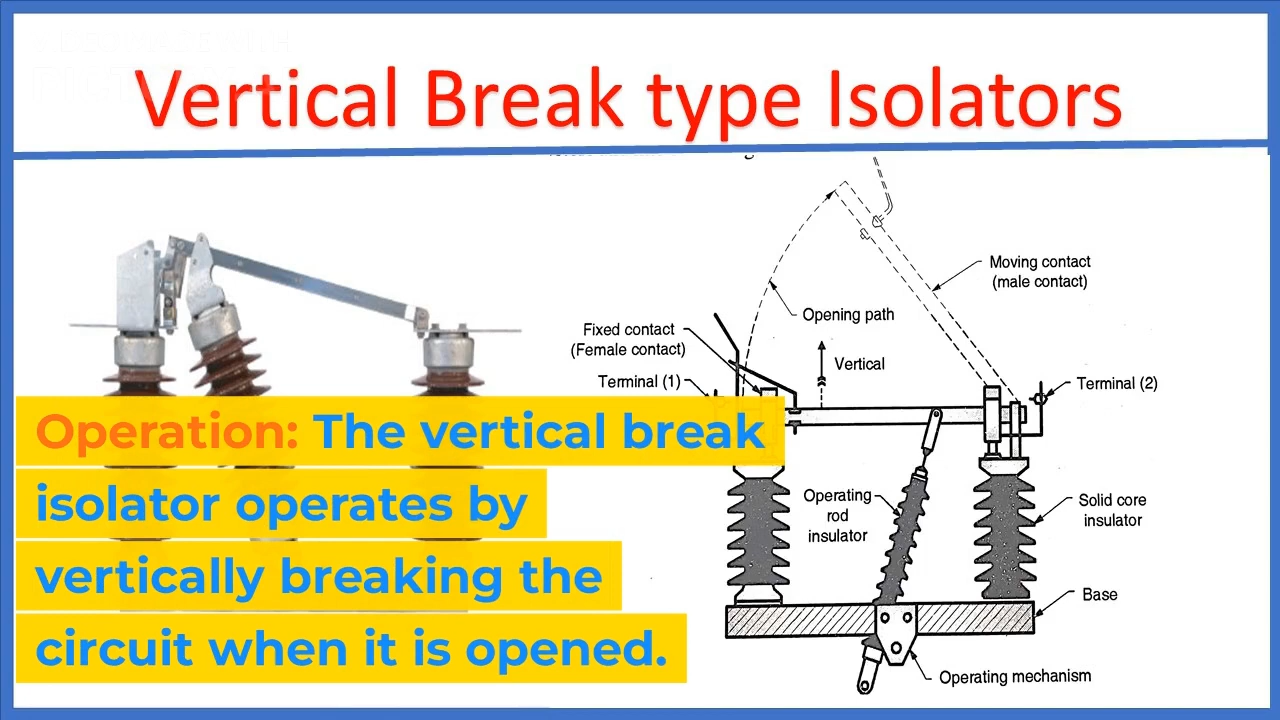 Vertical Break type Isolators
Moving contact
(male contact)
Opening path
Fixed contact
(Female contact)
Vertical
Terminal (1)
Terminal (2)
Operation: The vertical break
isolator operates by
vertically breaking the
circuit when it is opened.
Operating
rod
insulator
Solid core
insulator
Base
Operating mechanism